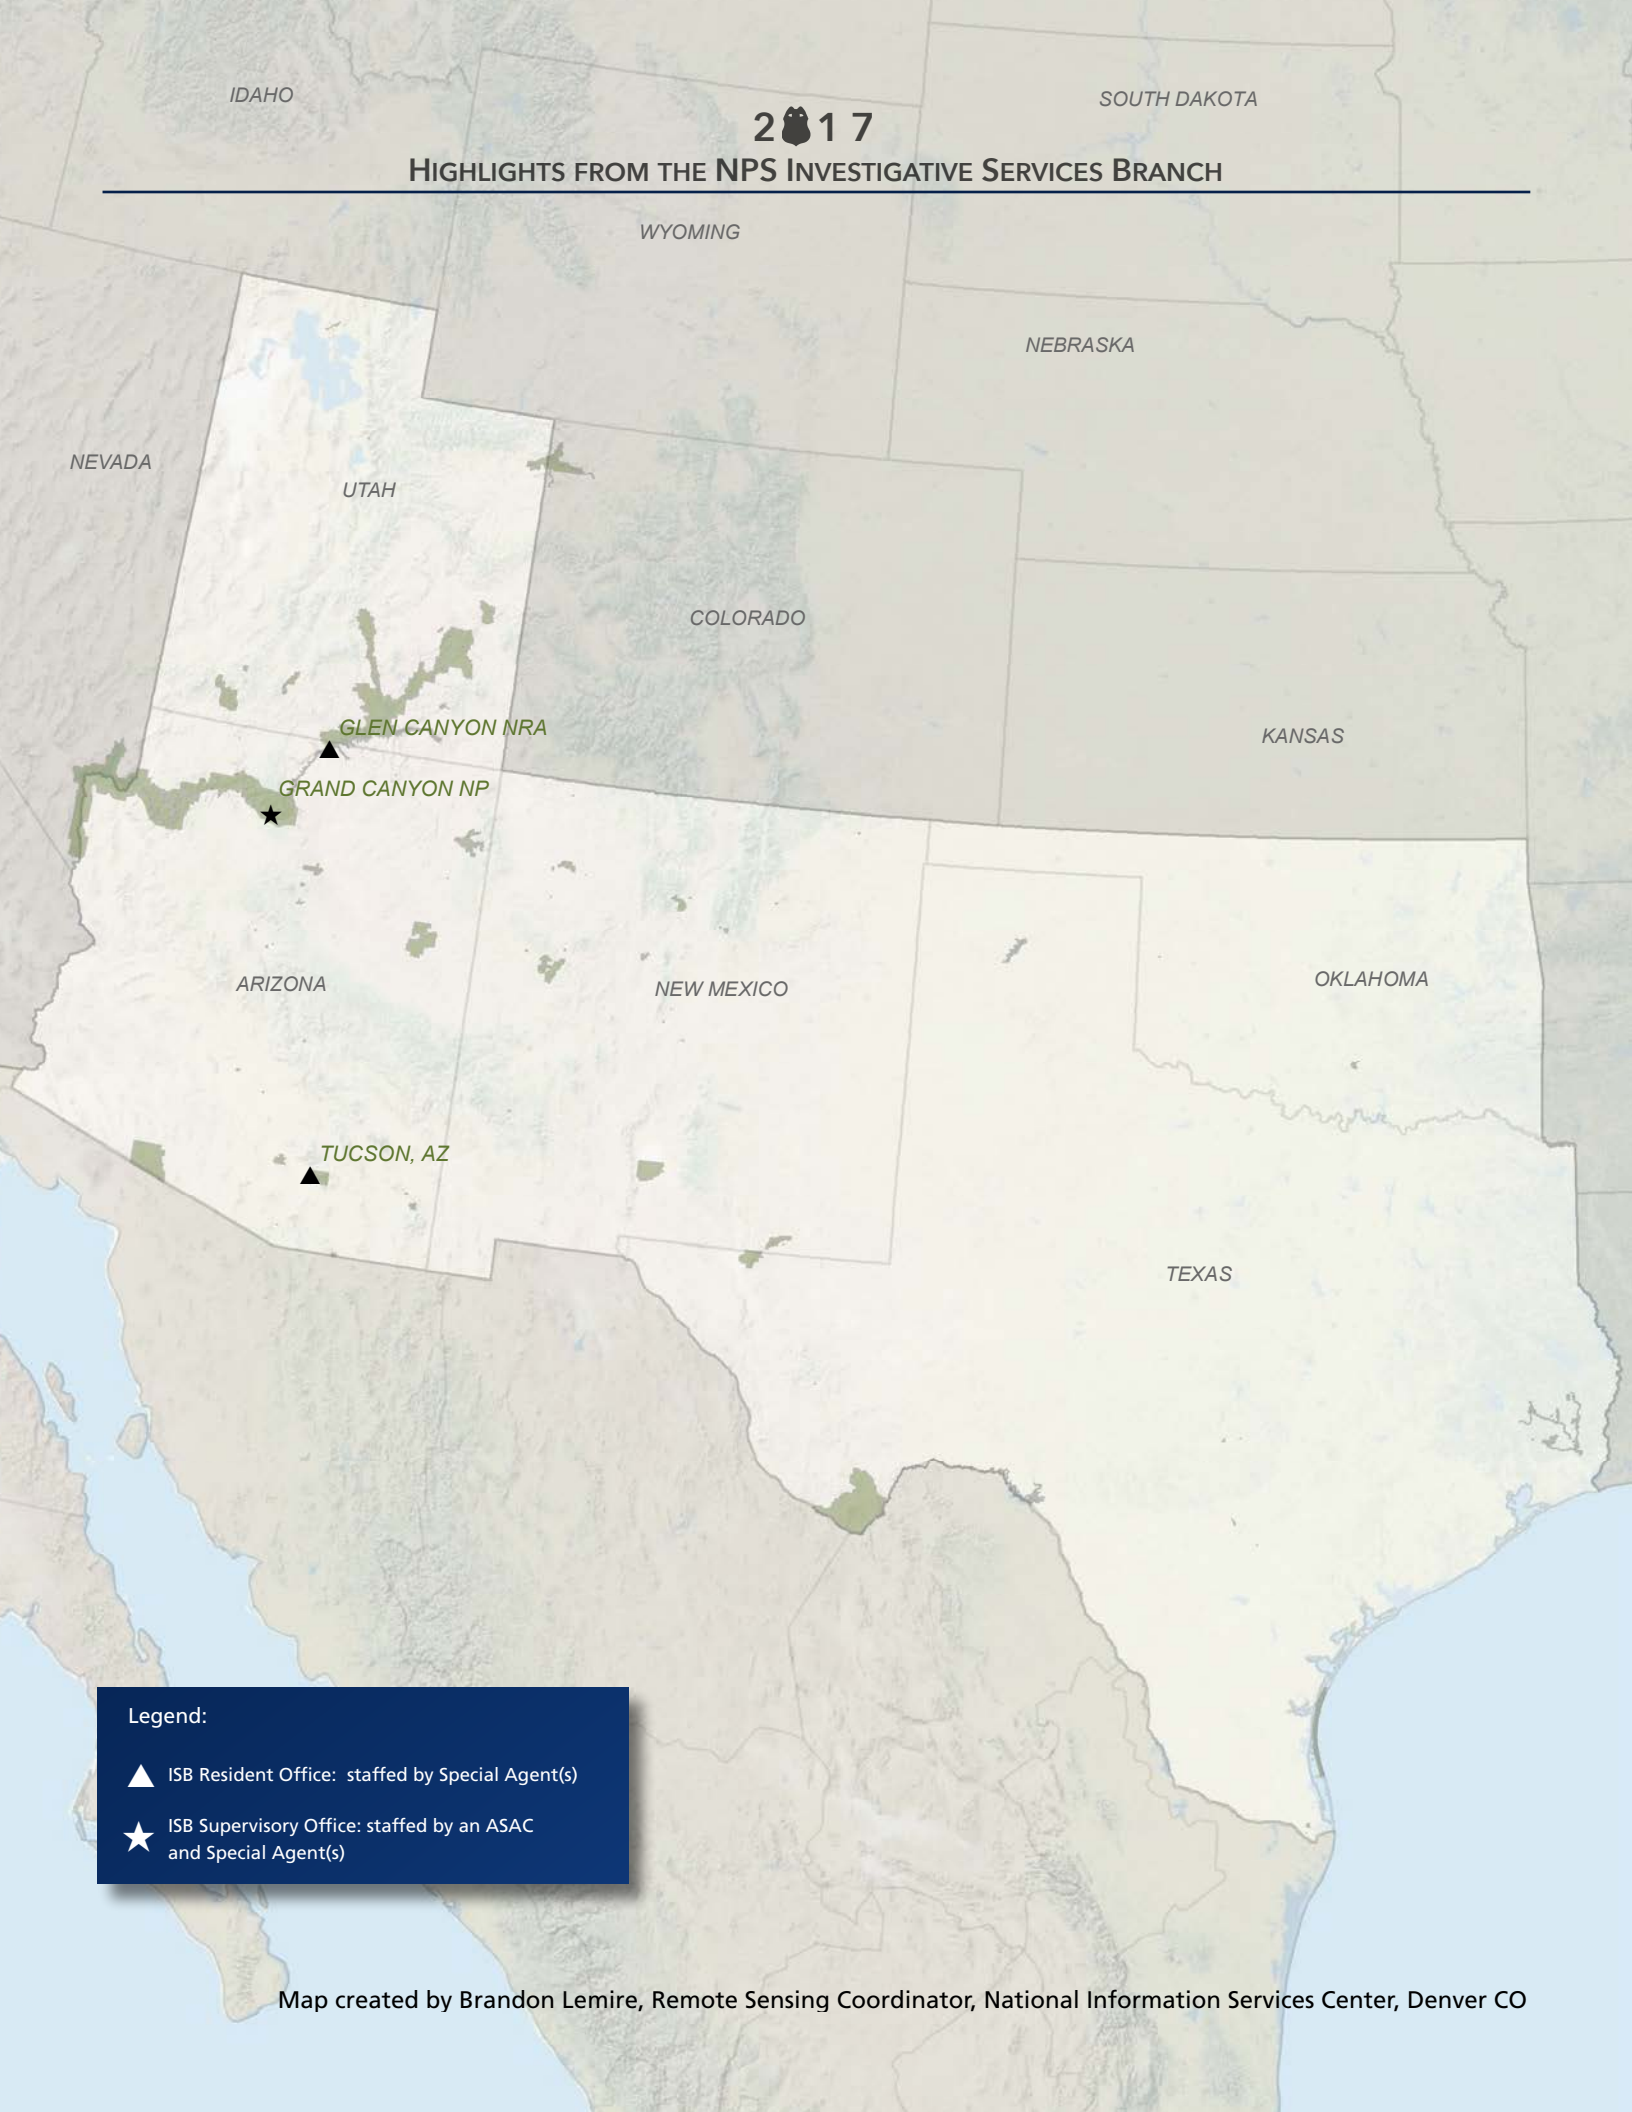 IDAHO
SOUTH DAKOTA
2 17
HIGHLIGHTS FROM THE NPS INVESTIGATIVE SERVICES BRANCH
WYOMING
NEBRASKA
NEVADA
UTAH
COLORADO
GLEN CANYON NRA
KANSAS
GRAND CANYON NP
ARIZONA
NEW MEXICO
OKLAHOMA
TUCSON, AZ
TEXAS
Legend:
ISB Resident Office: staffed by Special Agent(s)
ISB Supervisory Office: staffed by an ASAC
and Special Agent(s)
Map created by Brandon Lemire, Remote Sensing Coordinator, National Information Services Center, Denver CO